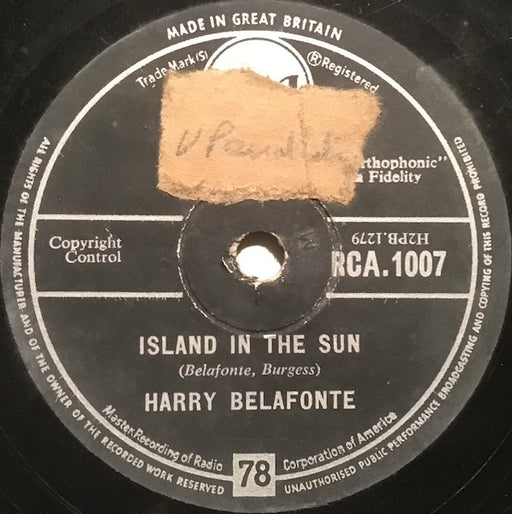 MADE IN GREAT BRITAIN
Trade Mark(S)
®Registered
Orthophonic"
Fidelity
Copyright
Control
H2PB.1279
RCA.1007
ISLAND IN THE SUN
(Belafonte, Burgess)
HARRY BELAFONTE
Master Recording of Radio
Corporation of America
78
ALL RIGHTS OF THE MANUFACTURER AND OF THE OWNER OF THE RECORDED WORK RESERVED
UNAUTHORISED PUBLIC PERFORMANCE BROADCASTING AND COPYING OF THIS RECORD PROHIBITED